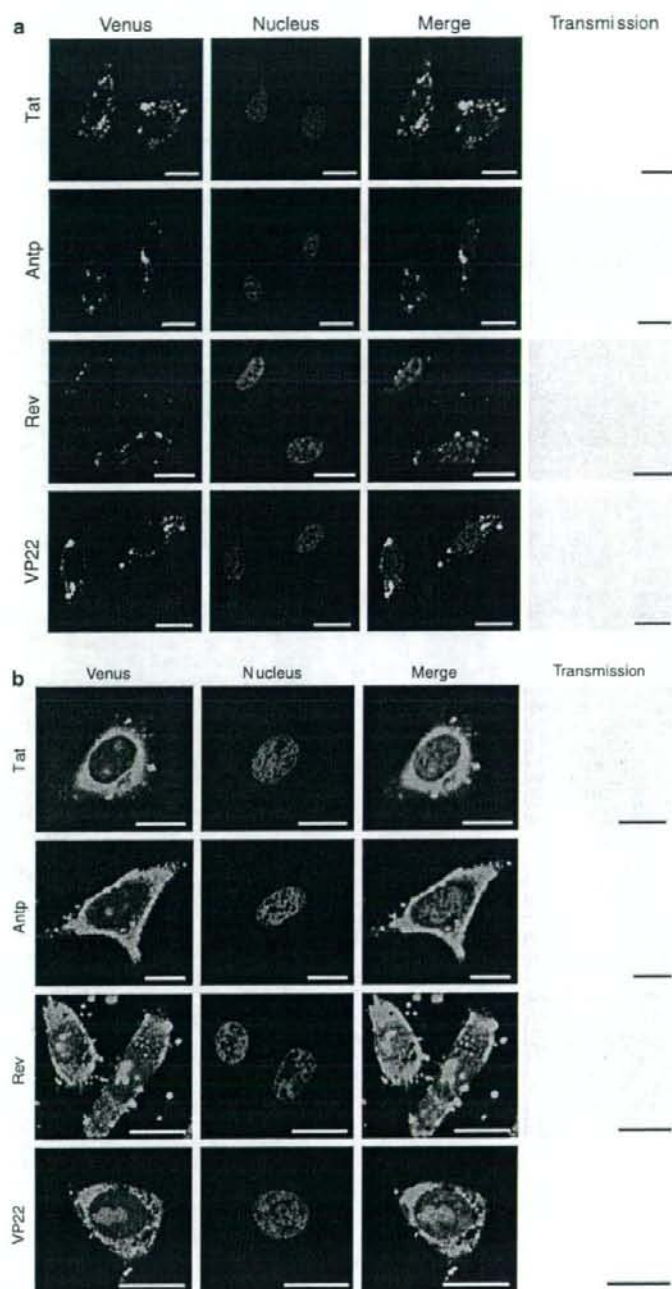 a
Venus Nucleus Merge Transmission
Tat
Antp
Rev
VP22
b
Venus Nucleus Merge Transmission
Tat
Antp
Rev
VP22